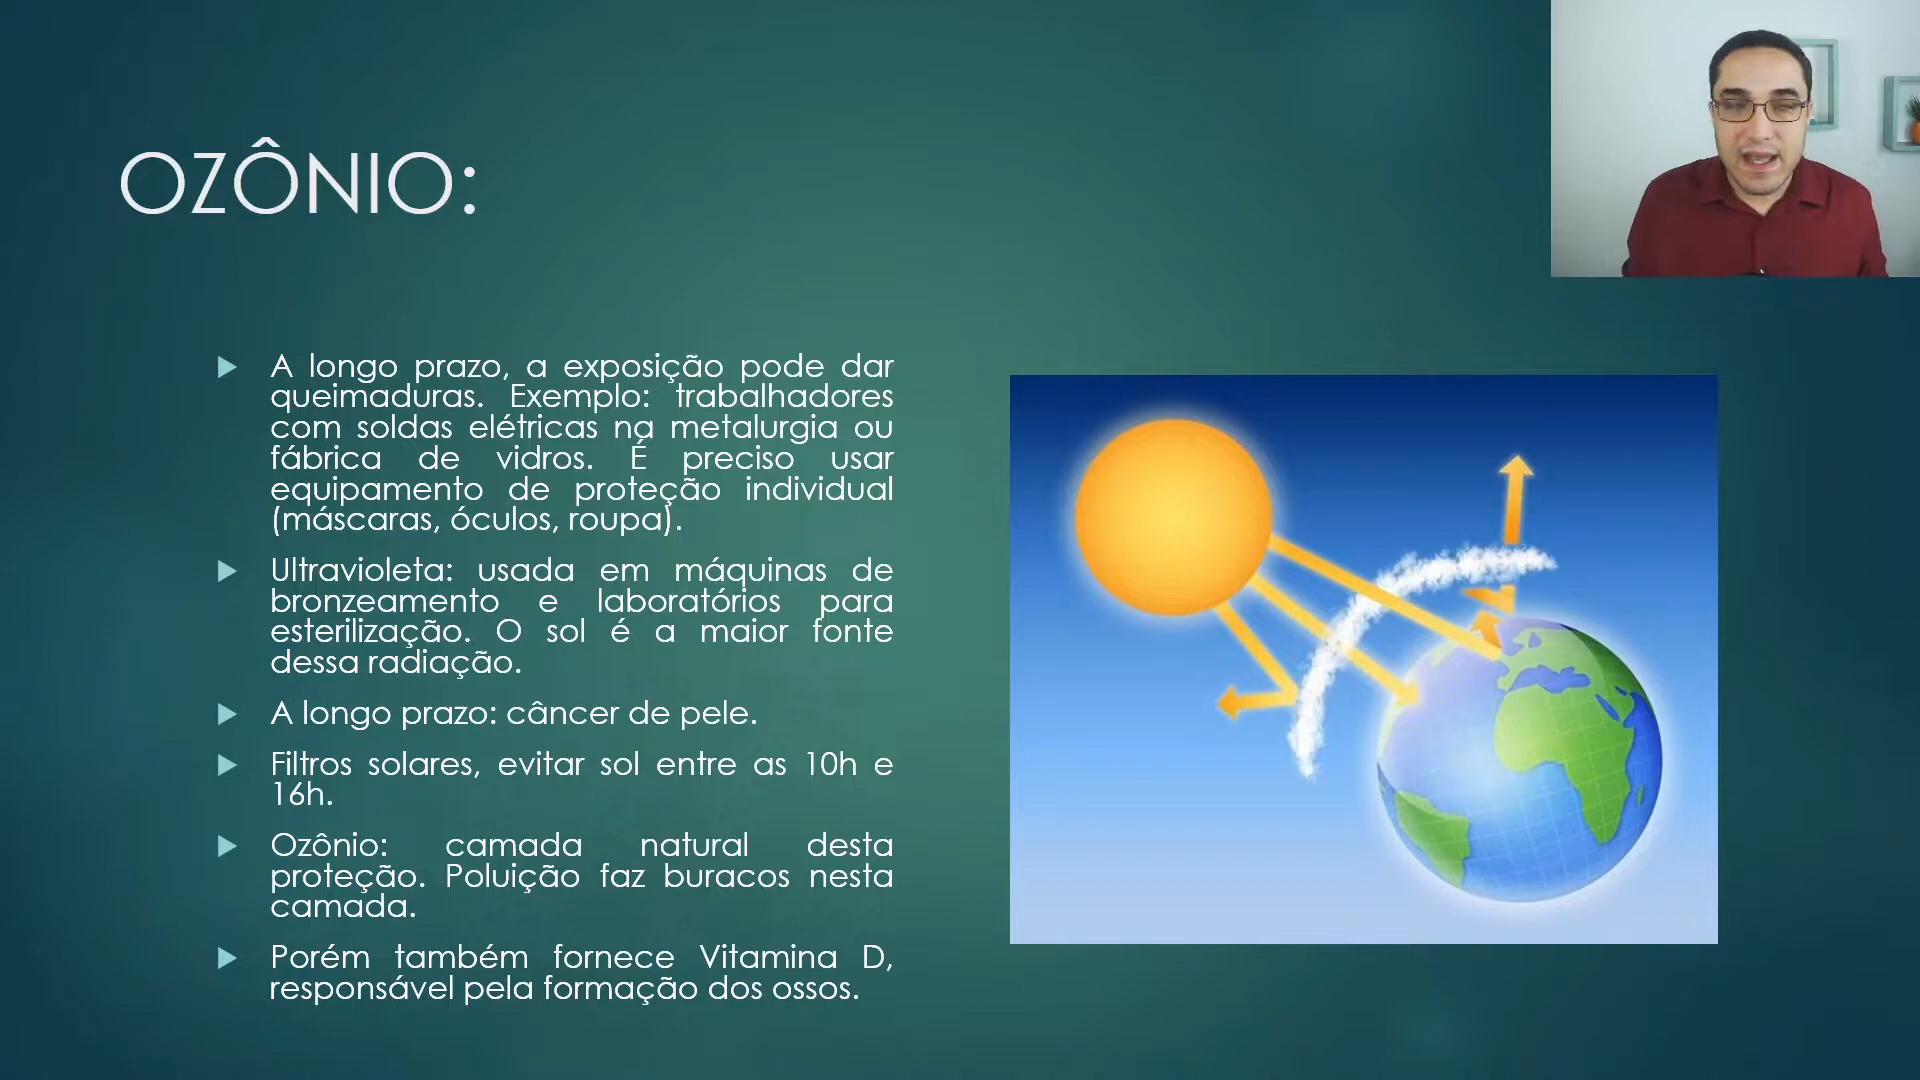 OZÔNIO:
A longo prazo, a exposição pode dar
queimaduras. Exemplo: trabalhadores
com soldas elétricas na metalurgia ou
fábrica de vidros. É preciso usar
equipamento de proteção individual
(máscaras, óculos, roupa).
Ultravioleta: usada em máquinas de
bronzeamento e laboratórios para
esterilização. O sol é a maior fonte
dessa radiação.
A longo prazo: câncer de pele.
Filtros solares, evitar sol entre as 10h e
16h.
Ozônio: camada natural desta
proteção. Poluição faz buracos nesta
camada.
Porém também fornece Vitamina D,
responsável pela formação dos ossos.